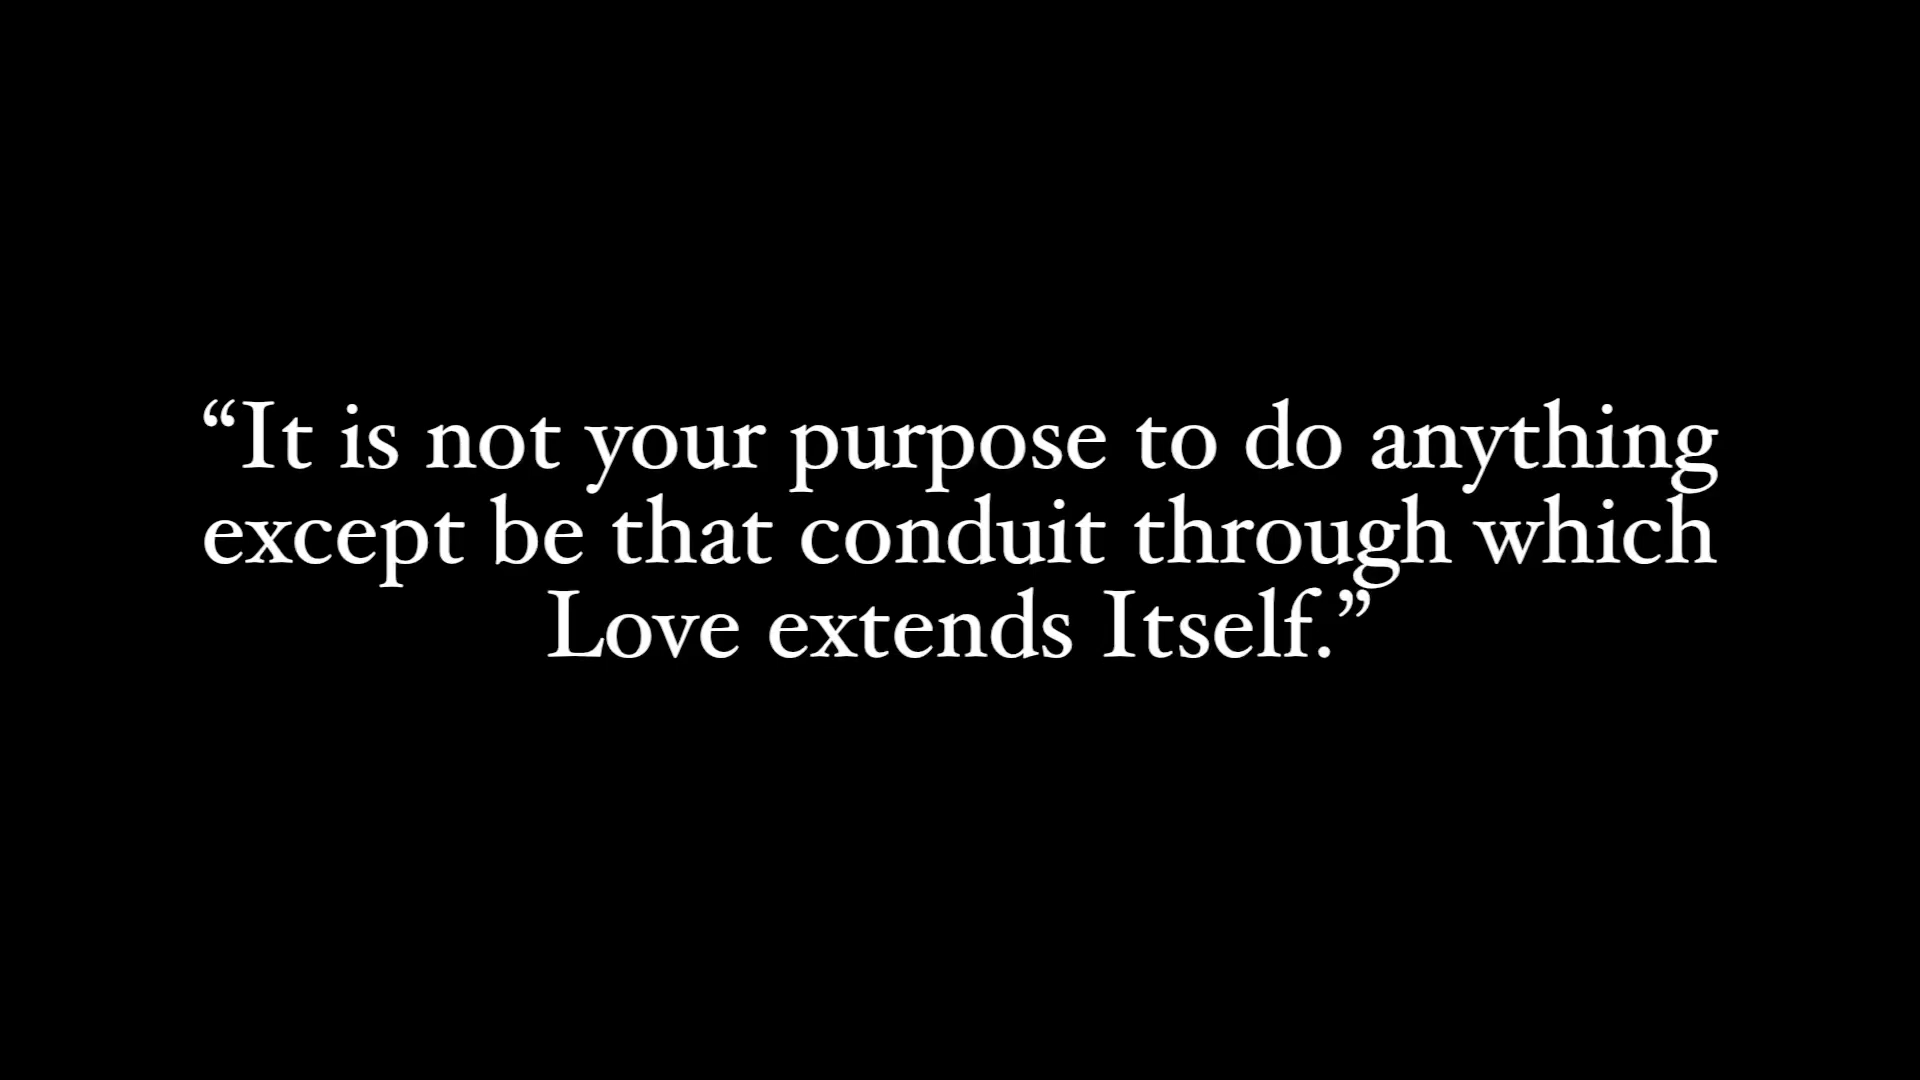 “It is not your purpose to do anything
except be that conduit through which
Love extends Itself.”